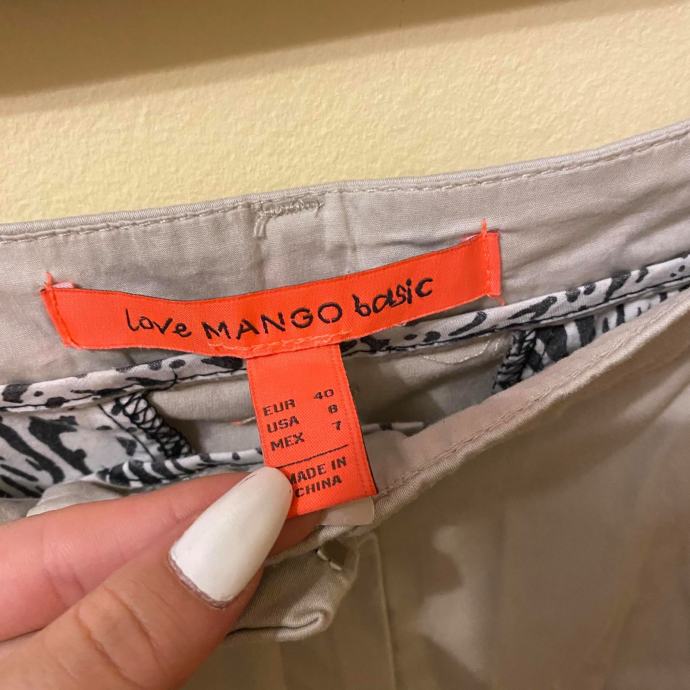 love MANGO basic
EUR 40
USA 8
MEX 7
MADE IN
CHINA